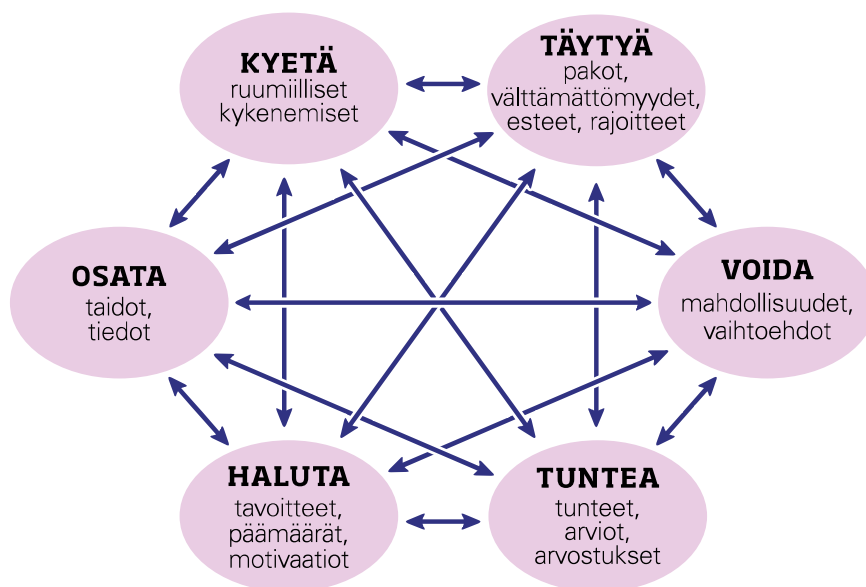 KYETÄ
ruumiilliset
kykenemiset
TÄYTYÄ
pakot,
välttämättömyydet,
esteet, rajoitteet
OSATA
taidot,
tiedot
VOIDA
mahdollisuudet,
vaihtoehdot
HALUTA
tavoitteet,
päämäärät,
motivaatiot
TUNTEA
tunteet,
arviot,
arvostukset